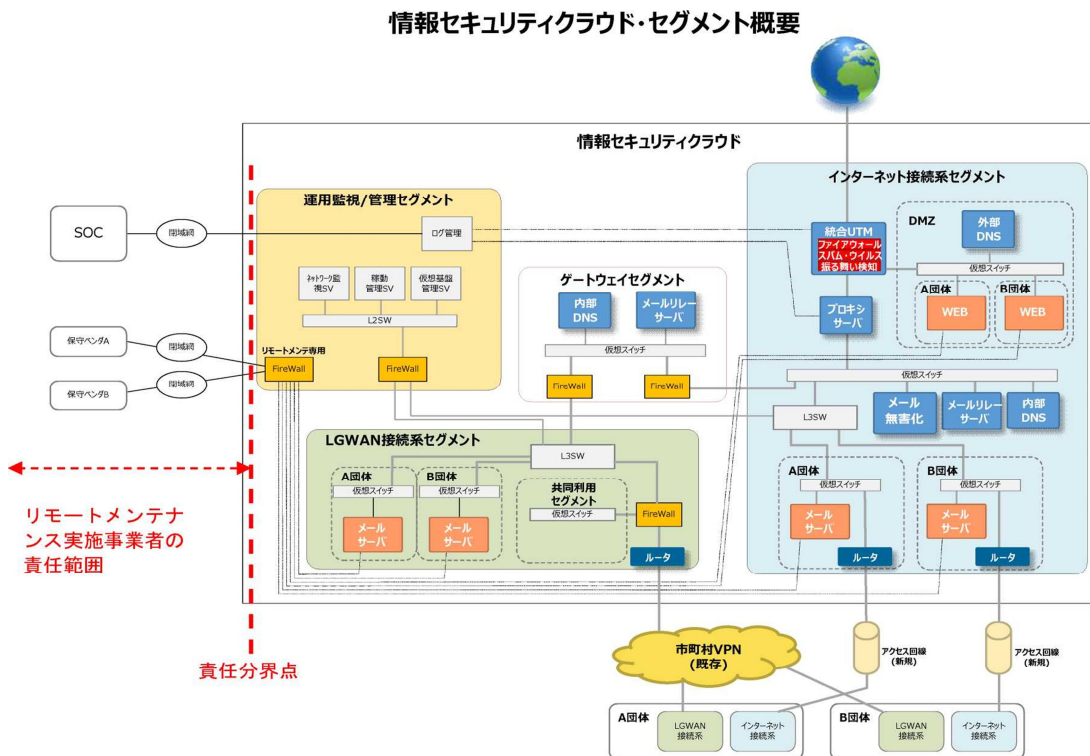 情報セキュリティクラウド・セグメント概要
情報セキュリティクラウド
運用監視/管理セグメント
インターネット接続系セグメント
SOC
閉域網
ログ管理
統合UTM
ファイアウォール
スパム・ウイルス
振る舞い検知
DMZ
外部
DNS
仮想スイッチ
A団体
WEB
B団体
WEB
ネットワーク監
視SV
稼動
管理SV
仮想基盤
管理SV
L2SW
ゲートウェイセグメント
内部
DNS
メールリレー
サーバ
仮想スイッチ
FireWall
FireWall
プロキシ
サーバ
保守ベンダA
閉域網
保守ベンダB
閉域網
リモートメンテ専用
FireWall
FireWall
仮想スイッチ
L3SW
メール
無害化
メールリレー
サーバ
内部
DNS
LGWAN接続系セグメント
L3SW
A団体
仮想スイッチ
メール
サーバ
B団体
仮想スイッチ
メール
サーバ
共同利用
セグメント
仮想スイッチ
FireWall
ルータ
A団体
仮想スイッチ
メール
サーバ
ルータ
B団体
仮想スイッチ
メール
サーバ
ルータ
リモートメンテナ
ンス実施事業者の
責任範囲
責任分界点
市町村VPN
(既存)
アクセス回線
(新規)
アクセス回線
(新規)
A団体
LGWAN
接続系
インターネット
接続系
B団体
LGWAN
接続系
インターネット
接続系